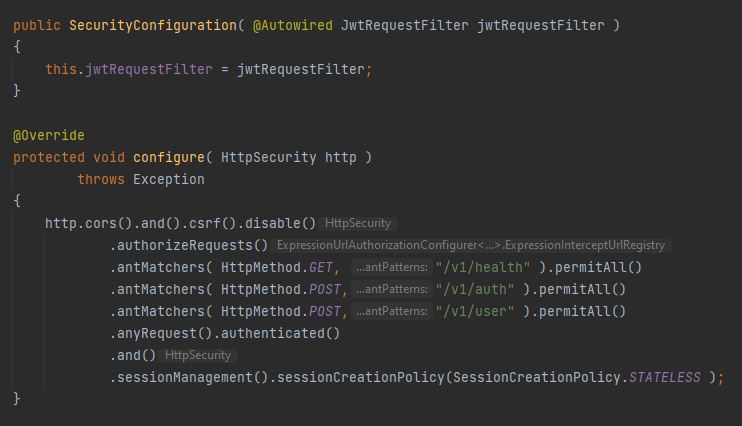 public SecurityConfiguration( @Autowired JwtRequestFilter jwtRequestFilter )
{
    this.jwtRequestFilter = jwtRequestFilter;
}

@Override
protected void configure( HttpSecurity http )
        throws Exception
{
    http.cors().and().csrf().disable() HttpSecurity
            .authorizeRequests() ExpressionUrlAuthorizationConfigurer<...>.ExpressionInterceptUrlRegistry
            .antMatchers( HttpMethod.GET, ...antPatterns: "/v1/health" ).permitAll()
            .antMatchers( HttpMethod.POST, ...antPatterns: "/v1/auth" ).permitAll()
            .antMatchers( HttpMethod.POST, ...antPatterns: "/v1/user" ).permitAll()
            .anyRequest().authenticated()
            .and() HttpSecurity
            .sessionManagement().sessionCreationPolicy(SessionCreationPolicy.STATELESS );
}